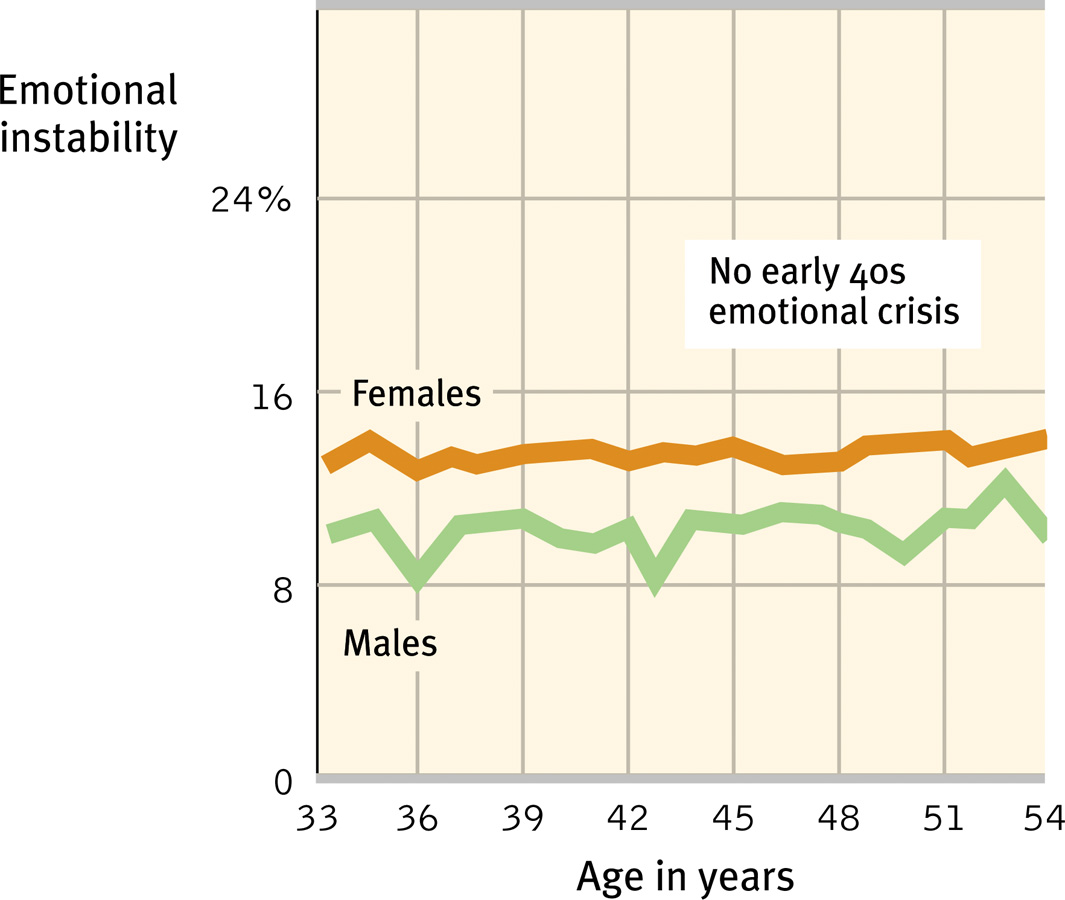 Emotional
instability
24%
No early 40s
emotional crisis
16
Females
8
Males
0
33 36 39 42 45 48 51 54
Age in years